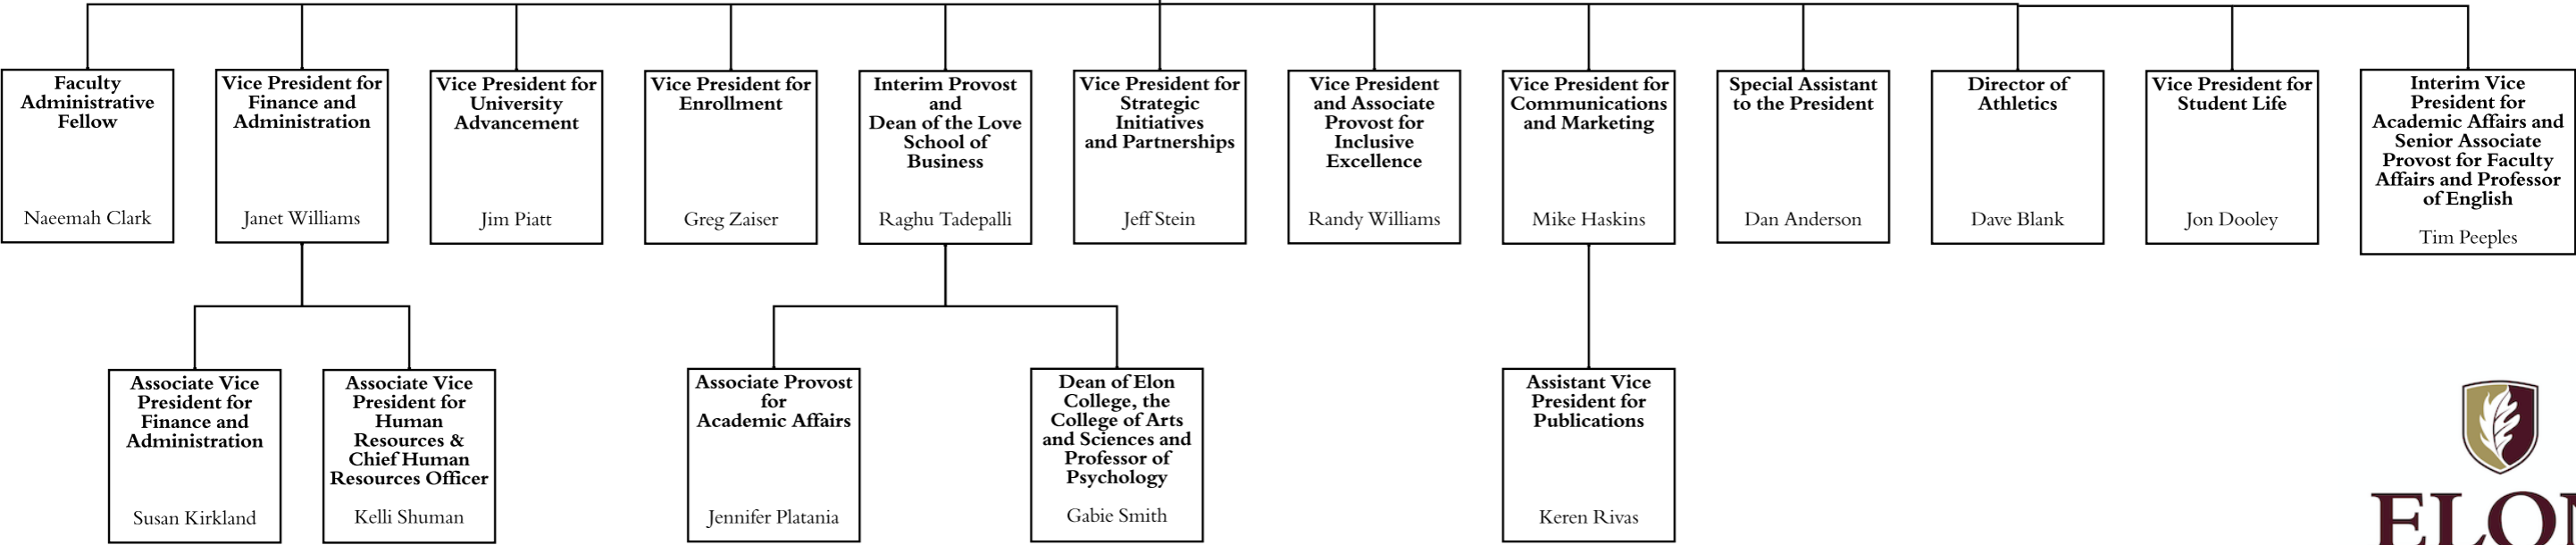 Faculty
Administrative
Fellow
Naeemah Clark
Vice President for
Finance and
Administration
Janet Williams
Vice President for
University
Advancement
Jim Piatt
Vice President for
Enrollment
Greg Zaiser
Interim Provost
and
Dean of the Love
School of
Business
Raghu Tadepalli
Vice President for
Strategic
Initiatives
and Partnerships
Jeff Stein
Vice President
and Associate
Provost for
Inclusive
Excellence
Randy Williams
Vice President for
Communications
and Marketing
Mike Haskins
Special Assistant
to the President
Dan Anderson
Director of
Athletics
Dave Blank
Vice President for
Student Life
Jon Dooley
Interim Vice
President for
Academic Affairs and
Senior Associate
Provost for Faculty
Affairs and Professor
of English
Tim Peeples
Associate Vice
President for
Finance and
Administration
Susan Kirkland
Associate Vice
President for
Human
Resources &
Chief Human
Resources Officer
Kelli Shuman
Associate Provost
for
Academic Affairs
Jennifer Platania
Dean of Elon
College, the
College of Arts
and Sciences and
Professor of
Psychology
Gabie Smith
Assistant Vice
President for
Publications
Keren Rivas
ELON